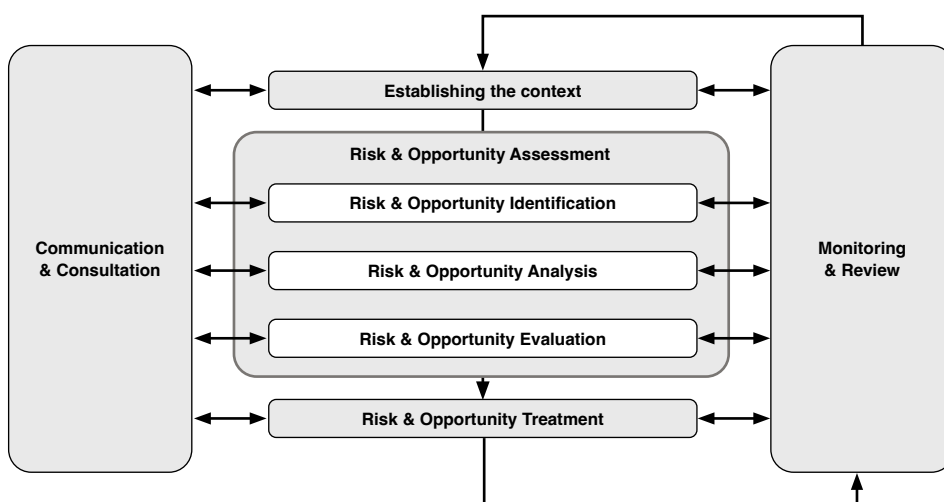 Establishing the context
Risk & Opportunity Assessment
Risk & Opportunity Identification
Communication
& Consultation
Risk & Opportunity Analysis
Monitoring
& Review
Risk & Opportunity Evaluation
Risk & Opportunity Treatment